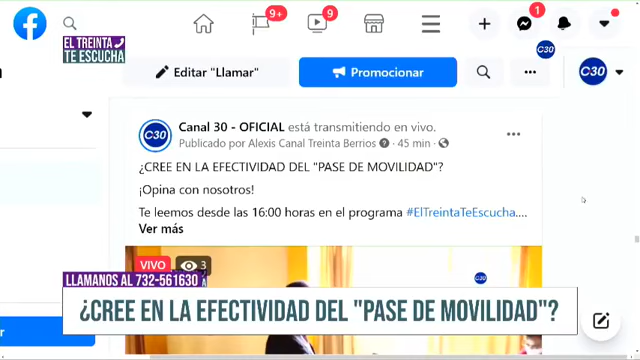 9+
9
1
EL TREINTA
TE ESCUCHA
C30
Editar "Llamar"
Promocionar
C30
C30
Canal 30 - OFICIAL está transmitiendo en vivo.
Publicado por Alexis Canal Treinta Berrios · 45 min ·
¿CREE EN LA EFECTIVIDAD DEL "PASE DE MOVILIDAD"?
¡Opina con nosotros!
Te leemos desde las 16:00 horas en el programa #ElTreintaTeEscucha....
Ver más
VIVO
3
C30
LLAMANOS AL 732-561630
¿CREE EN LA EFECTIVIDAD DEL "PASE DE MOVILIDAD"?